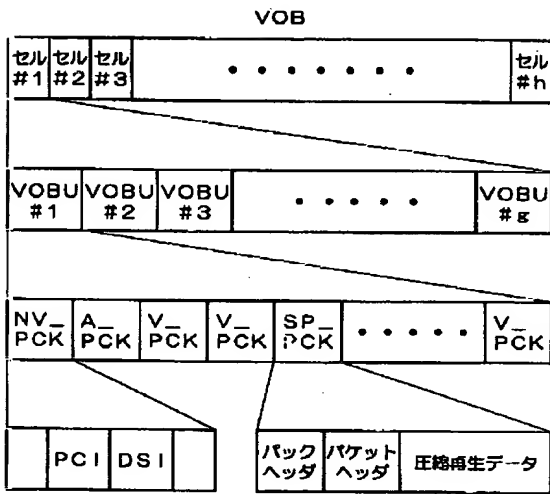 VOB
セル セル セル セル
#1 #2 #3 ・・・・・・・ #h
VOBU VOBU VOBU VOBU
#1 #2 #3 ・・・・・ #g
NV_ A_ V_ V_ SP_ V_
PCK PCK PCK PCK PCK ・・・・・ PCK
PCI DSI
パック パケット 圧縮再生データ
ヘッダ ヘッダ